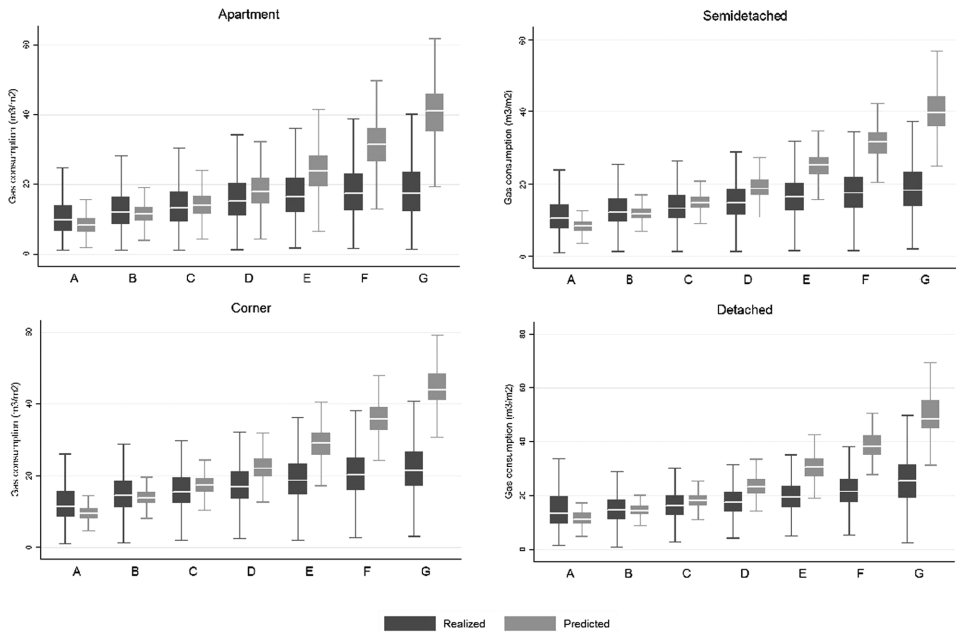 Apartment
Gas consumption (m3/m2)
60
40
20
0
A B C D E F G
Semidetached
Gas consumption (m3/m2)
60
40
20
0
A B C D E F G
Corner
Gas consumption (m3/m2)
60
40
20
0
A B C D E F G
Detached
Gas consumption (m3/m2)
80
60
40
20
0
A B C D E F G
Realized Predicted